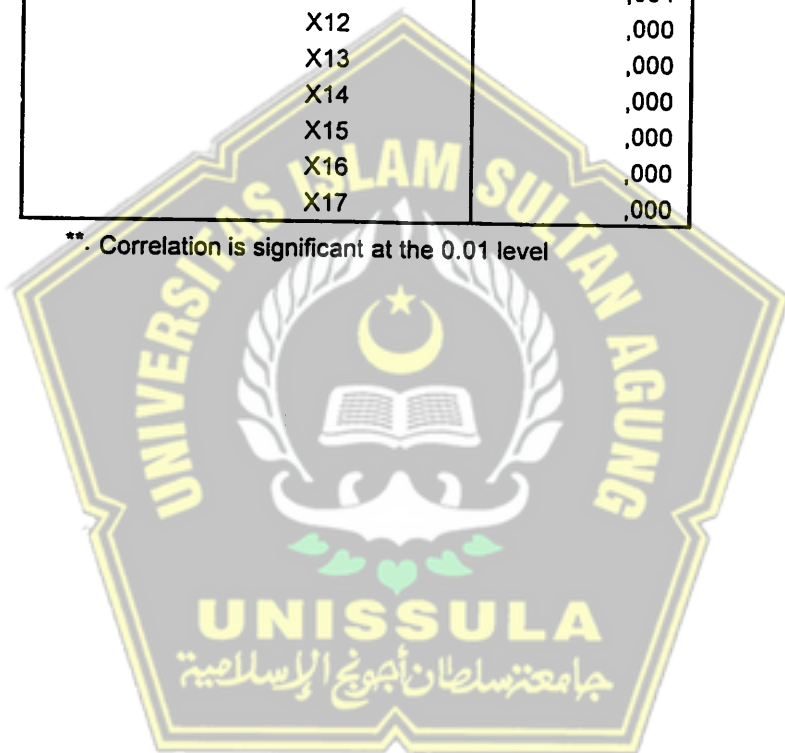 X12 ,000
X13 ,000
X14 ,000
X15 ,000
X16 ,000
X17 ,000
**. Correlation is significant at the 0.01 level
UNIVERSITAS ISLAM SULTAN AGUNG
UNISSULA
جامعة سلطان أجونج الإسلامية